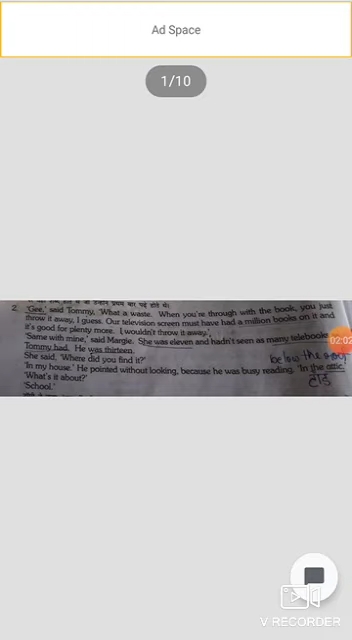 Ad Space
1/10
2. 'Gee,' said Tommy, 'What a waste. When you're through with the book, you just
throw it away, I guess. Our television screen must have had a million books on it and
it's good for plenty more. I wouldn't throw it away.'
'Same with mine,' said Margie. She was eleven and hadn't seen as many telebooks
Tommy had. He was thirteen.
02:02
She said, 'Where did you find it?'
below the
'In my house.' He pointed without looking, because he was busy reading. 'In the attic.'
'What's it about?'
'School.'
V RECORDER